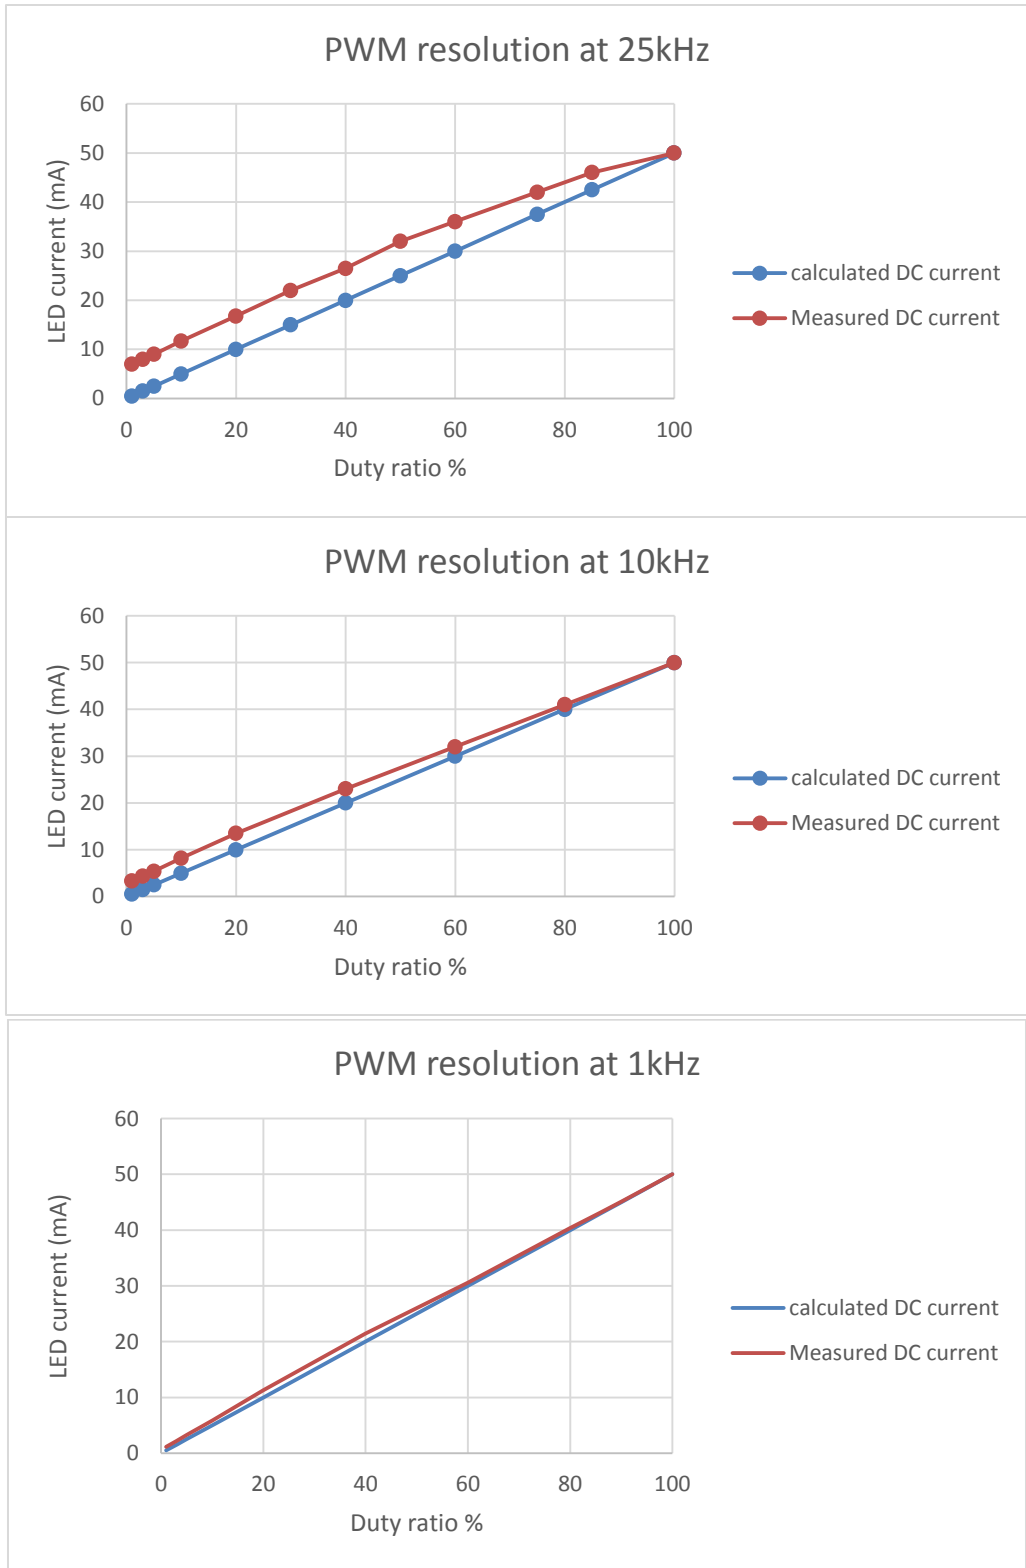 PWM resolution at 25kHz
60
50
40
30
20
10
0
0 20 40 60 80 100
LED current (mA)
Duty ratio %
calculated DC current
Measured DC current
PWM resolution at 10kHz
60
50
40
30
20
10
0
0 20 40 60 80 100
LED current (mA)
Duty ratio %
calculated DC current
Measured DC current
PWM resolution at 1kHz
60
50
40
30
20
10
0
0 20 40 60 80 100
LED current (mA)
Duty ratio %
calculated DC current
Measured DC current